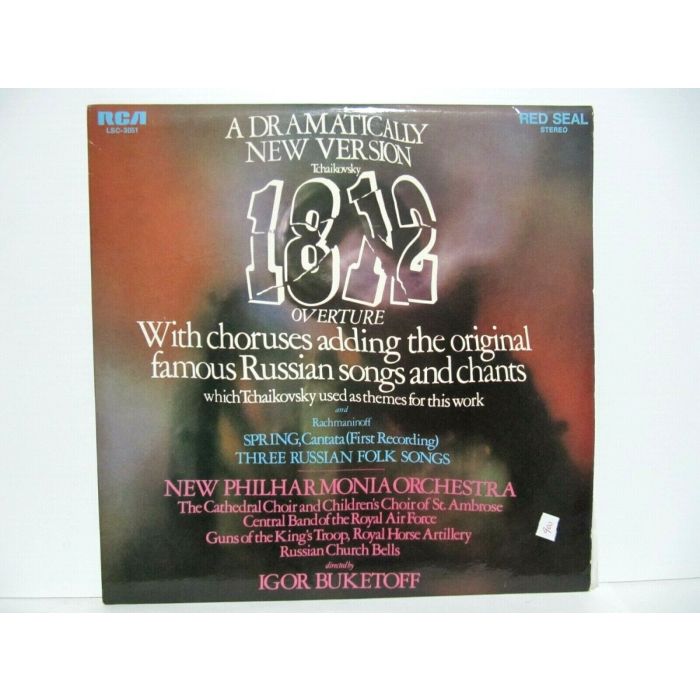 RCA
LSC-3051
RED SEAL
STEREO
A DRAMATICALLY
NEW VERSION
Tchaikovsky
1812
OVERTURE
With choruses adding the original
famous Russian songs and chants
which Tchaikovsky used as themes for this work
and
Rachmaninoff
SPRING, Cantata (First Recording)
THREE RUSSIAN FOLK SONGS
NEW PHILHARMONIA ORCHESTRA
The Cathedral Choir and Children's Choir of St. Ambrose
Central Band of the Royal Air Force
Guns of the King's Troop, Royal Horse Artillery
Russian Church Bells
directed by
IGOR BUKETOFF